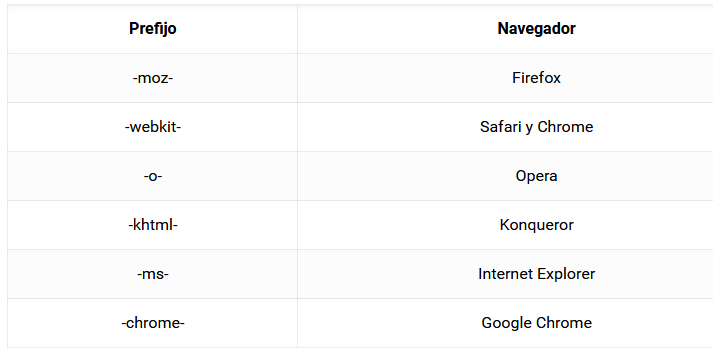 Prefijo Navegador
-moz- Firefox
-webkit- Safari y Chrome
-o- Opera
-khtml- Konqueror
-ms- Internet Explorer
-chrome- Google Chrome